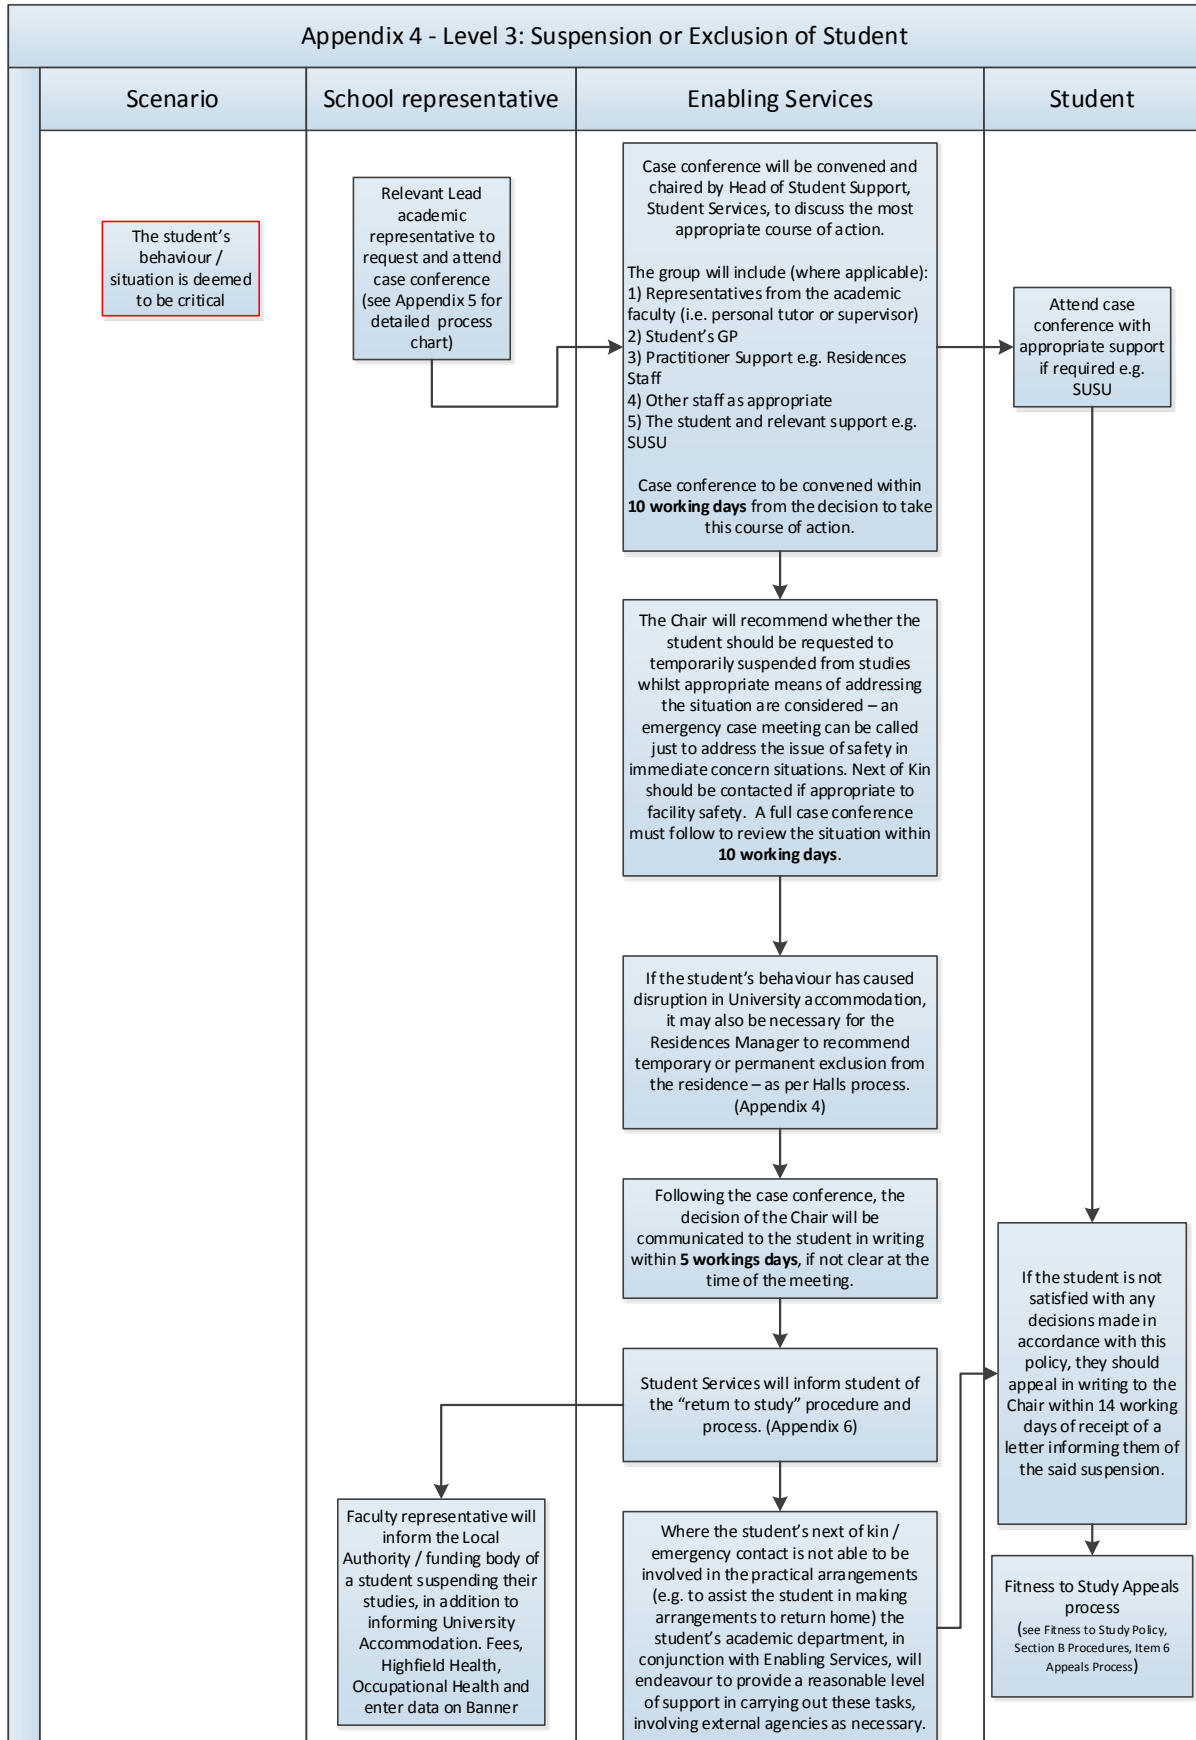 Appendix 4 - Level 3: Suspension or Exclusion of Student
Scenario
School representative
Enabling Services
Student
The student’s
behaviour /
situation is deemed
to be critical
Relevant Lead
academic
representative to
request and attend
case conference
(see Appendix 5 for
detailed process
chart)
Case conference will be convened and
chaired by Head of Student Support,
Student Services, to discuss the most
appropriate course of action.
The group will include (where applicable):
1) Representatives from the academic
faculty (i.e. personal tutor or supervisor)
2) Student’s GP
3) Practitioner Support e.g. Residences
Staff
4) Other staff as appropriate
5) The student and relevant support e.g.
SUSU
Case conference to be convened within
10 working days from the decision to take
this course of action.
Attend case
conference with
appropriate support
if required e.g.
SUSU
The Chair will recommend whether the
student should be requested to
temporarily suspended from studies
whilst appropriate means of addressing
the situation are considered – an
emergency case meeting can be called
just to address the issue of safety in
immediate concern situations. Next of Kin
should be contacted if appropriate to
facility safety.  A full case conference
must follow to review the situation within
10 working days.
If the student’s behaviour has caused
disruption in University accommodation,
it may also be necessary for the
Residences Manager to recommend
temporary or permanent exclusion from
the residence – as per Halls process.
(Appendix 4)
Following the case conference, the
decision of the Chair will be
communicated to the student in writing
within 5 workings days, if not clear at the
time of the meeting.
Student Services will inform student of
the “return to study” procedure and
process. (Appendix 6)
If the student is not
satisfied with any
decisions made in
accordance with this
policy, they should
appeal in writing to the
Chair within 14 working
days of receipt of a
letter informing them of
the said suspension.
Faculty representative will
inform the Local
Authority / funding body of
a student suspending their
studies, in addition to
informing University
Accommodation. Fees,
Highfield Health,
Occupational Health and
enter data on Banner
Where the student’s next of kin /
emergency contact is not able to be
involved in the practical arrangements
(e.g. to assist the student in making
arrangements to return home) the
student’s academic department, in
conjunction with Enabling Services, will
endeavour to provide a reasonable level
of support in carrying out these tasks,
involving external agencies as necessary.
Fitness to Study Appeals
process
(see Fitness to Study Policy,
Section B Procedures, Item 6
Appeals Process)